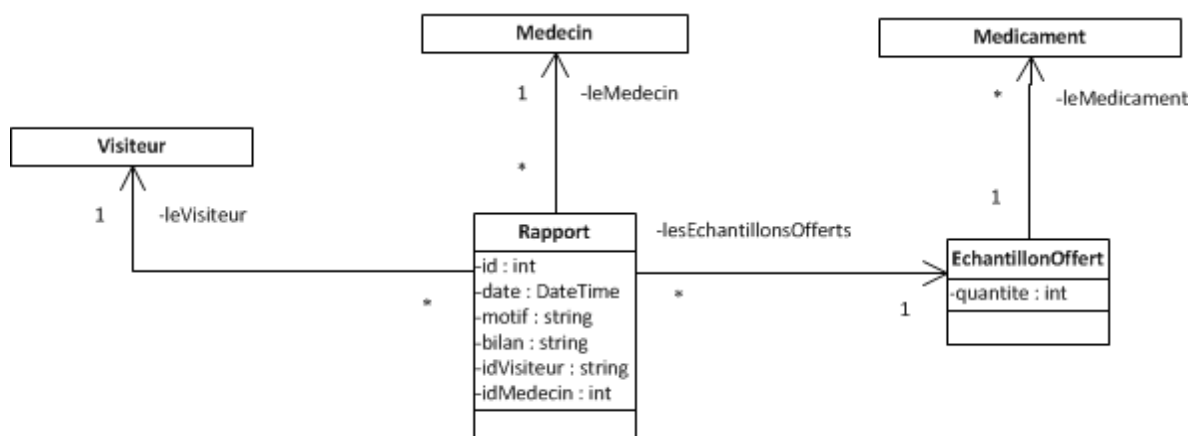 Medecin
Medicament
1
-leMedecin
*
-leMedicament
Visiteur
*
1
1
-leVisiteur
Rapport
-lesEchantillonsOfferts
EchantillonOffert
-id : int
-date : DateTime
-motif : string
-bilan : string
-idVisiteur : string
-idMedecin : int
*
*
1
-quantite : int